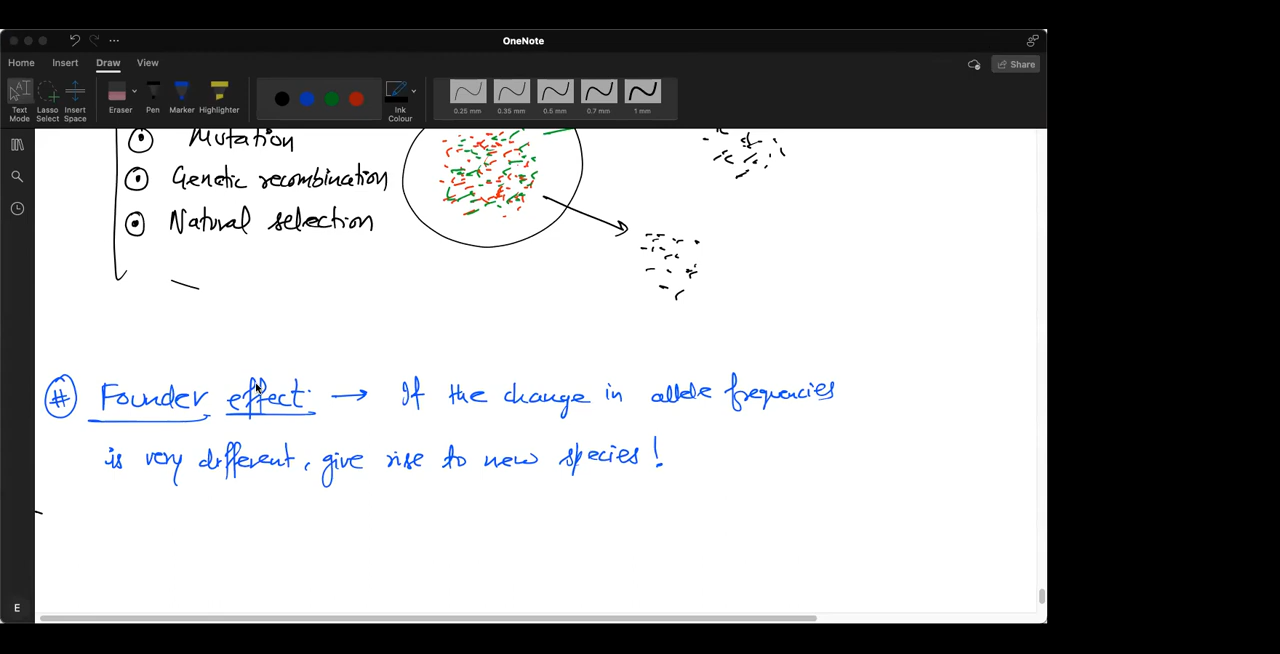 OneNote
Home Insert Draw View
Share
Text Mode Lasso Select Insert Space Eraser Pen Marker Highlighter Ink Colour 0.25 mm 0.35 mm 0.5 mm 0.7 mm 1 mm
Mutation
Genetic recombination
Natural selection
# Founder effect → If the change in allele frequencies
is very different, give rise to new species!
E